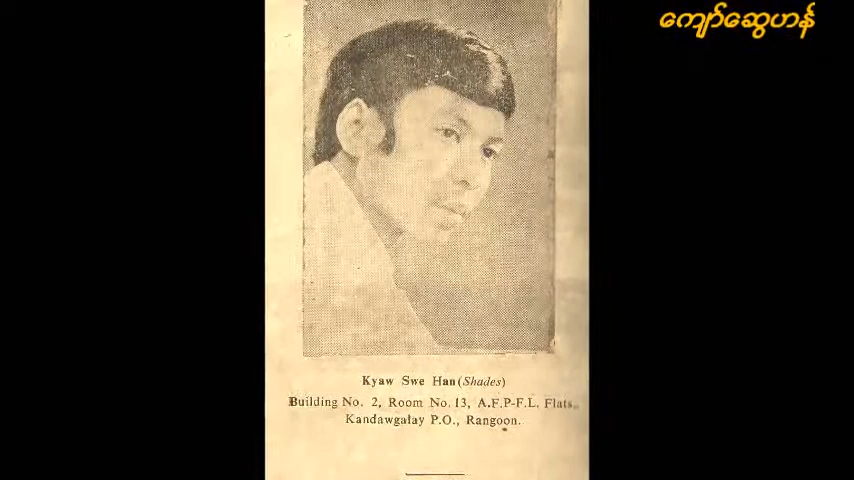 ကျော်ဆွေဟန်
Kyaw Swe Han (Shades)
Building No. 2, Room No. 13, A.F.P-F.L. Flats.,
Kandawgalay P.O., Rangoon.